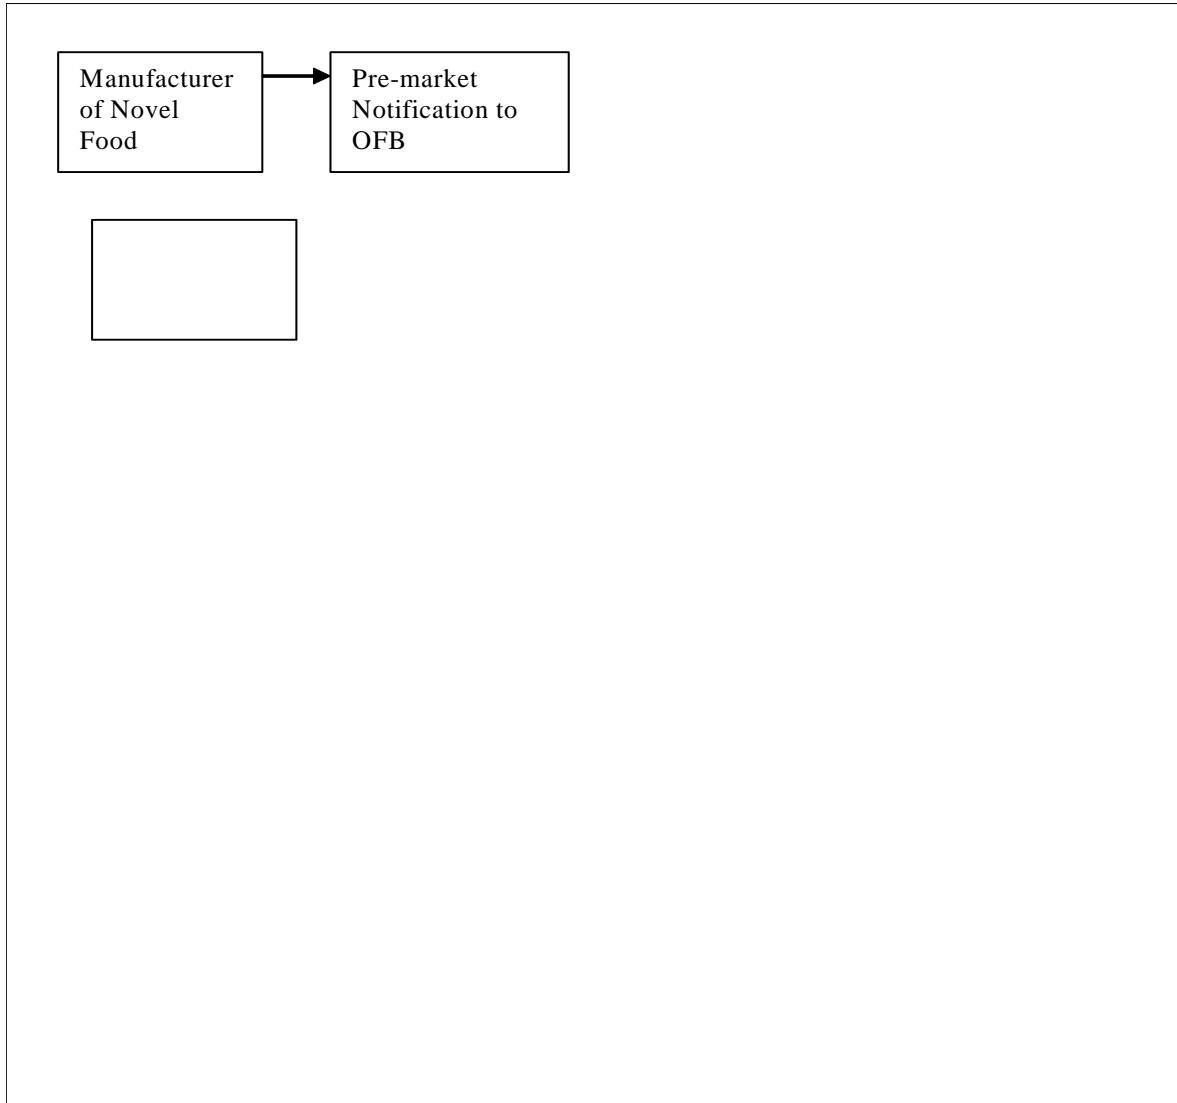 Manufacturer
of Novel
Food
Pre-market
Notification to
OFB